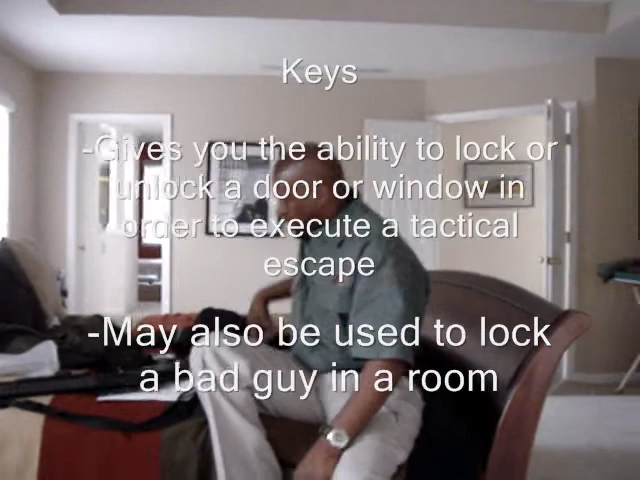 Keys
-Gives you the ability to lock or
unlock a door or window in
order to execute a tactical
escape
-May also be used to lock
a bad guy in a room